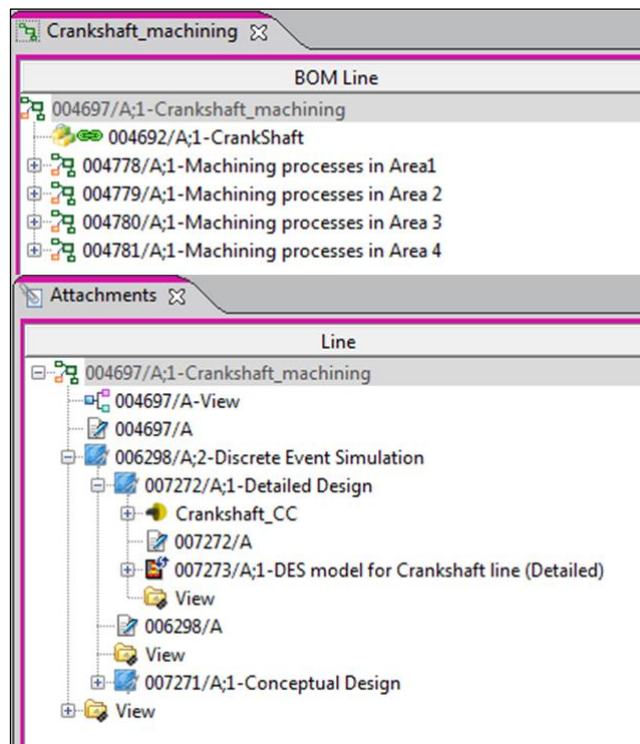 Crankshaft_machining
BOM Line
004697/A;1-Crankshaft_machining
004692/A;1-CrankShaft
004778/A;1-Machining processes in Area1
004779/A;1-Machining processes in Area 2
004780/A;1-Machining processes in Area 3
004781/A;1-Machining processes in Area 4
Attachments
Line
004697/A;1-Crankshaft_machining
004697/A-View
004697/A
006298/A;2-Discrete Event Simulation
007272/A;1-Detailed Design
Crankshaft_CC
007272/A
007273/A;1-DES model for Crankshaft line (Detailed)
View
006298/A
View
007271/A;1-Conceptual Design
View